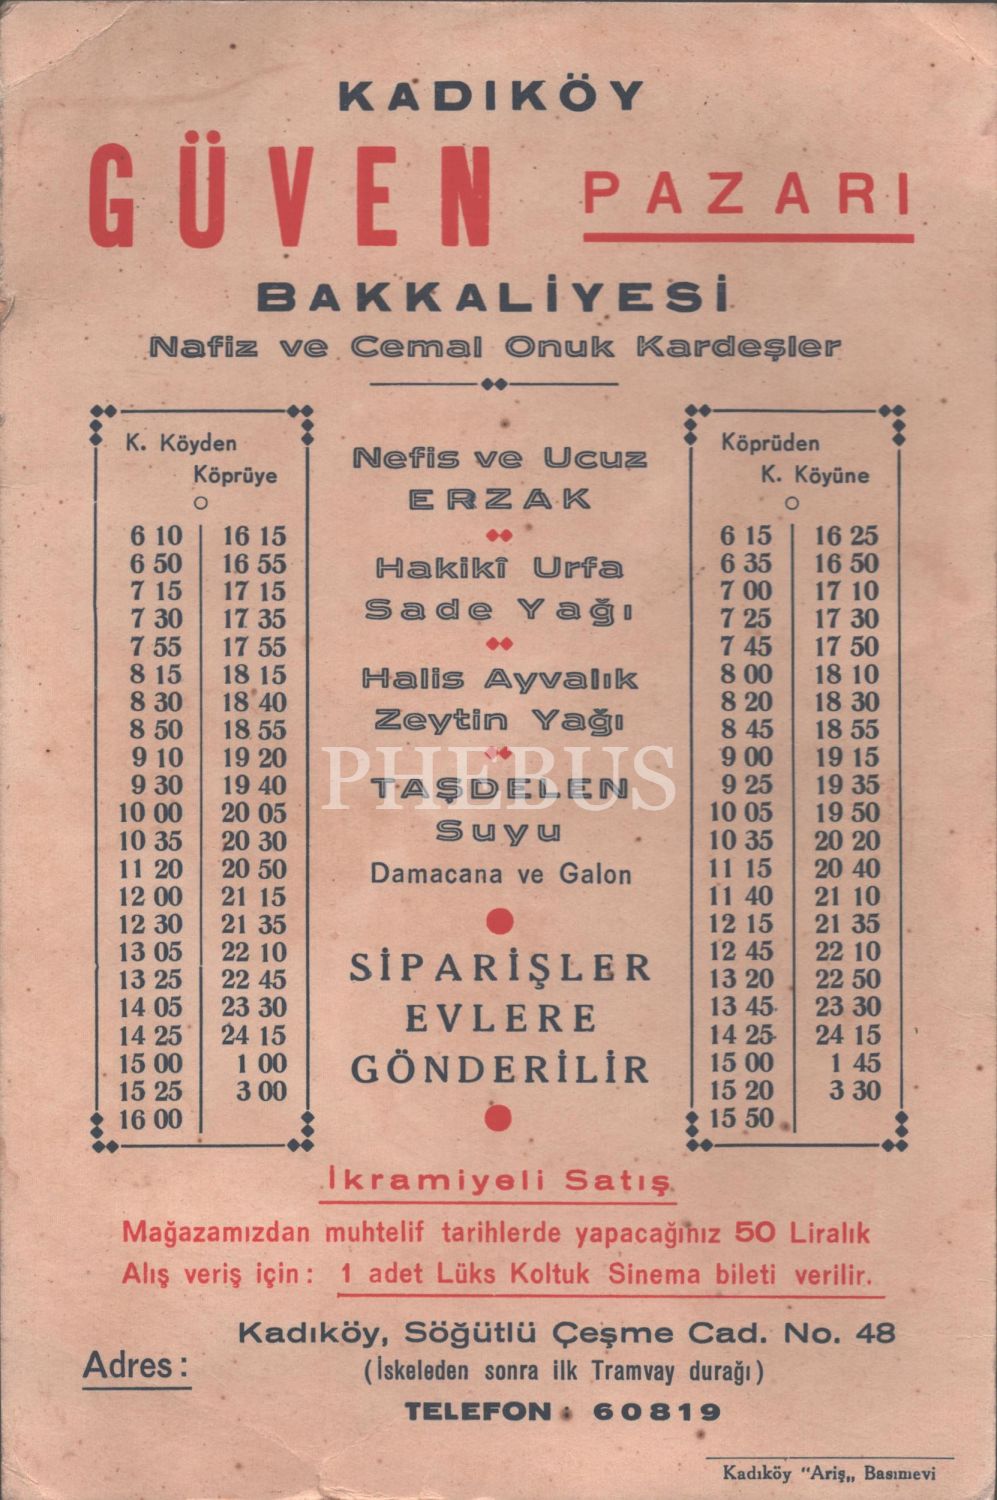 KADIKÖY
GÜVEN PAZARI
BAKKALİYESİ
Nafiz ve Cemal Onuk Kardeşler
K. Köyden
Köprüye
6 10 16 15
6 50 16 55
7 15 17 15
7 30 17 35
7 55 17 55
8 15 18 15
8 30 18 40
8 50 18 55
9 10 19 20
9 30 19 40
10 00 20 05
10 35 20 30
11 20 20 50
12 00 21 15
12 30 21 35
13 05 22 10
13 25 22 45
14 05 23 30
14 25 24 15
15 00 1 00
15 25 3 00
16 00
Nefis ve Ucuz
ERZAK
Hakikî Urfa
Sade Yağı
Halis Ayvalık
Zeytin Yağı
PHEBUS
TAŞDELEN
Suyu
Damacana ve Galon
SİPARİŞLER
EVLERE
GÖNDERİLİR
Köprüden
K. Köyüne
6 15 16 25
6 35 16 50
7 00 17 10
7 25 17 30
7 45 17 50
8 00 18 10
8 20 18 30
8 45 18 55
9 00 19 15
9 25 19 35
10 05 19 50
10 35 20 20
11 15 20 40
11 40 21 10
12 15 21 35
12 45 22 10
13 20 22 50
13 45 23 30
14 25 24 15
15 00 1 45
15 20 3 30
15 50
İkramiyeli Satış
Mağazamızdan muhtelif tarihlerde yapacağınız 50 Liralık
Alış veriş için: 1 adet Lüks Koltuk Sinema bileti verilir.
Adres: Kadıköy, Söğütlü Çeşme Cad. No. 48
(İskeleden sonra ilk Tramvay durağı)
TELEFON: 60819
Kadıköy "Ariş„ Basımevi